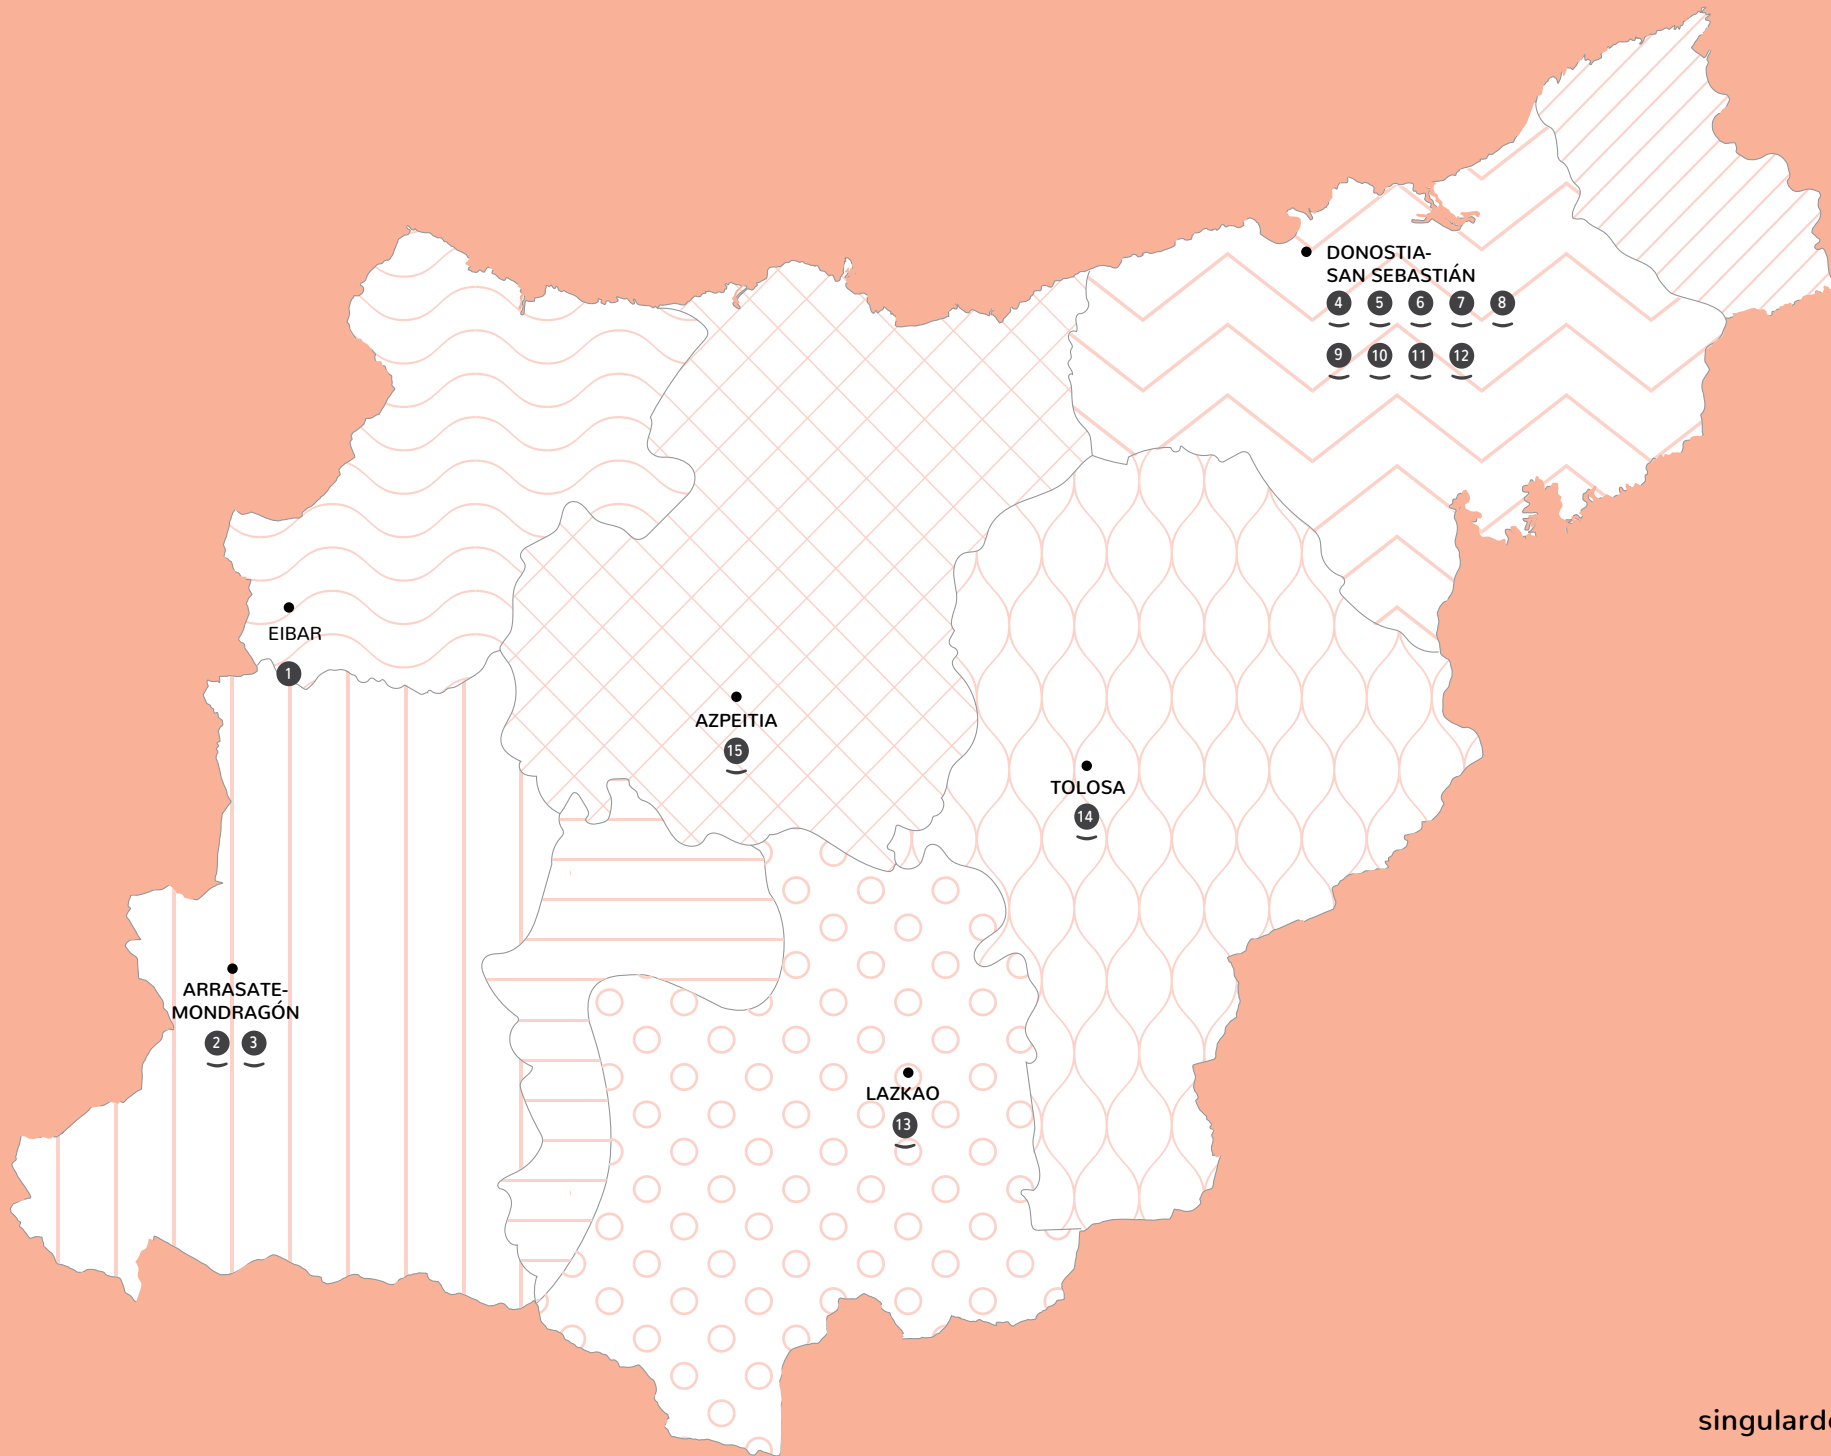 DONOSTIA-
SAN SEBASTIÁN
4 5 6 7 8
9 10 11 12
EIBAR
1
AZPEITIA
15
TOLOSA
14
ARRASATE-
MONDRAGÓN
2 3
LAZKAO
13